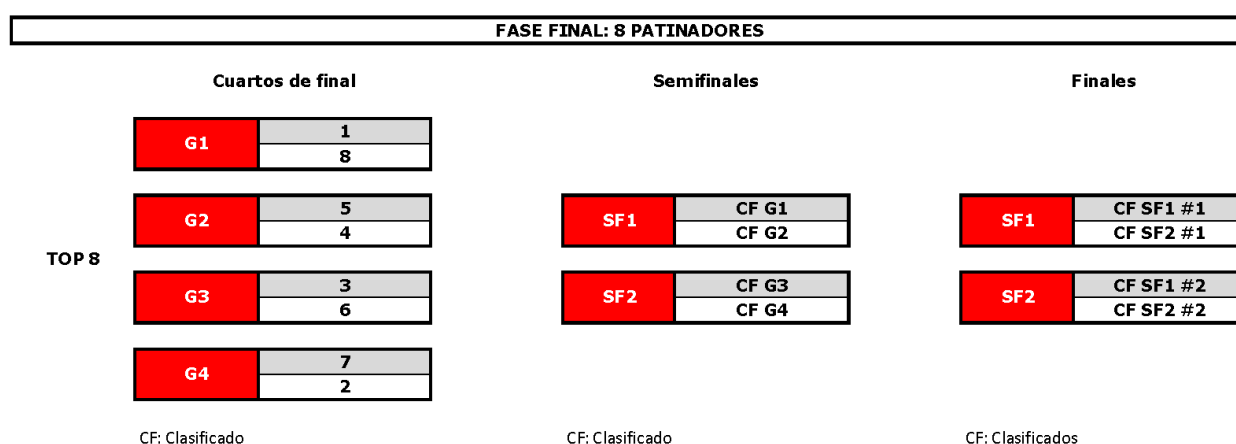 FASE FINAL: 8 PATINADORES
Cuartos de final
Semifinales
Finales
TOP 8
G1
1
8
G2
5
4
G3
3
6
G4
7
2
CF: Clasificado
SF1
CF G1
CF G2
SF2
CF G3
CF G4
CF: Clasificado
SF1
CF SF1 #1
CF SF2 #1
SF2
CF SF1 #2
CF SF2 #2
CF: Clasificados